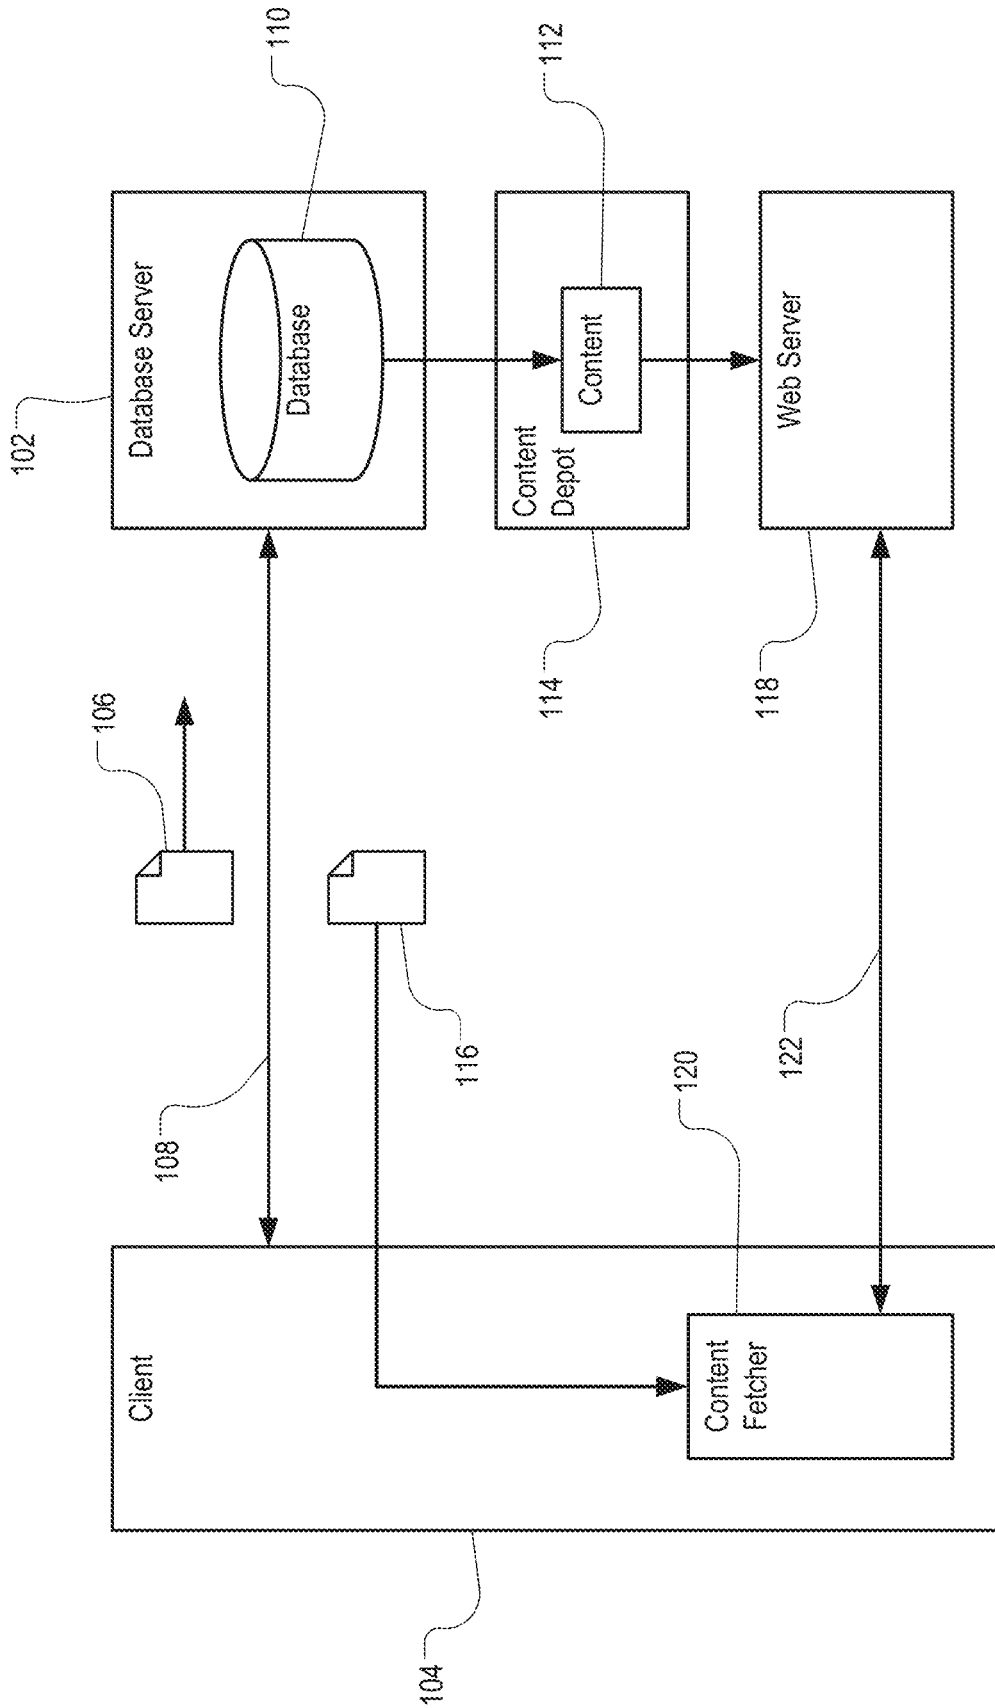 102
106
Client
Database Server
108
110
Database
104
116
Content
Depot
114
112
Content
120
Content
Fetcher
118
122
Web Server